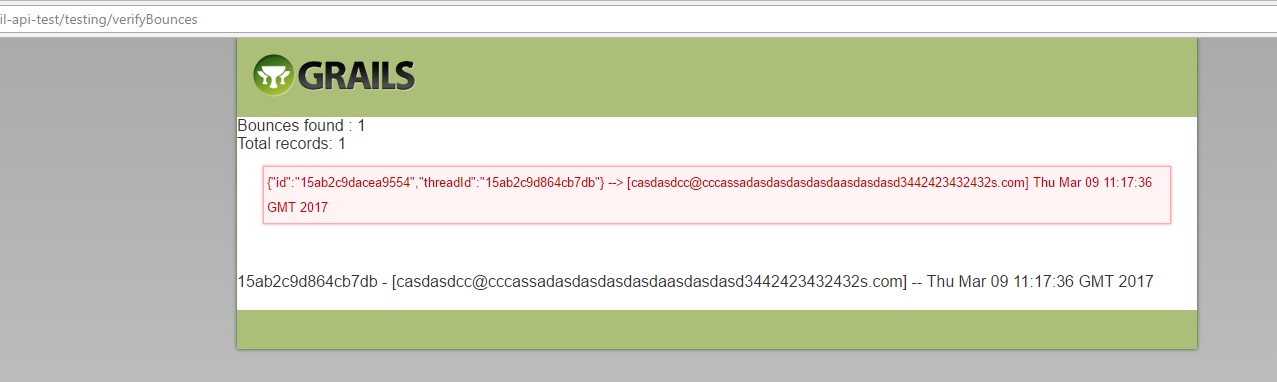 il-api-test/testing/verifyBounces
GRAILS
Bounces found : 1
Total records: 1
{"id":"15ab2c9dacea9554","threadId":"15ab2c9d864cb7db"} --> [casdasdcc@cccassadasdasdasdasdaasdasdasd3442423432432s.com] Thu Mar 09 11:17:36
GMT 2017
15ab2c9d864cb7db - [casdasdcc@cccassadasdasdasdasdaasdasdasd3442423432432s.com] -- Thu Mar 09 11:17:36 GMT 2017